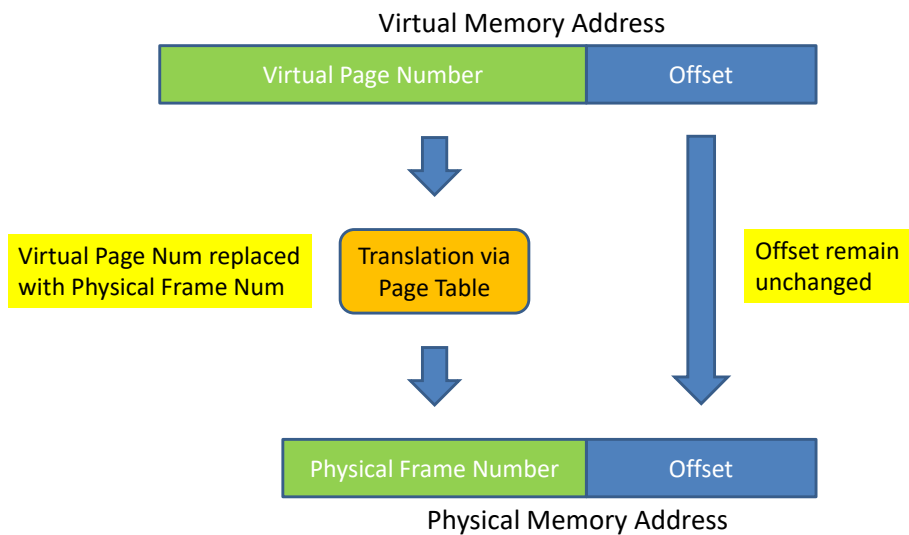 Virtual Memory Address
Virtual Page Number
Offset
Virtual Page Num replaced
with Physical Frame Num
Translation via
Page Table
Offset remain
unchanged
Physical Frame Number
Offset
Physical Memory Address